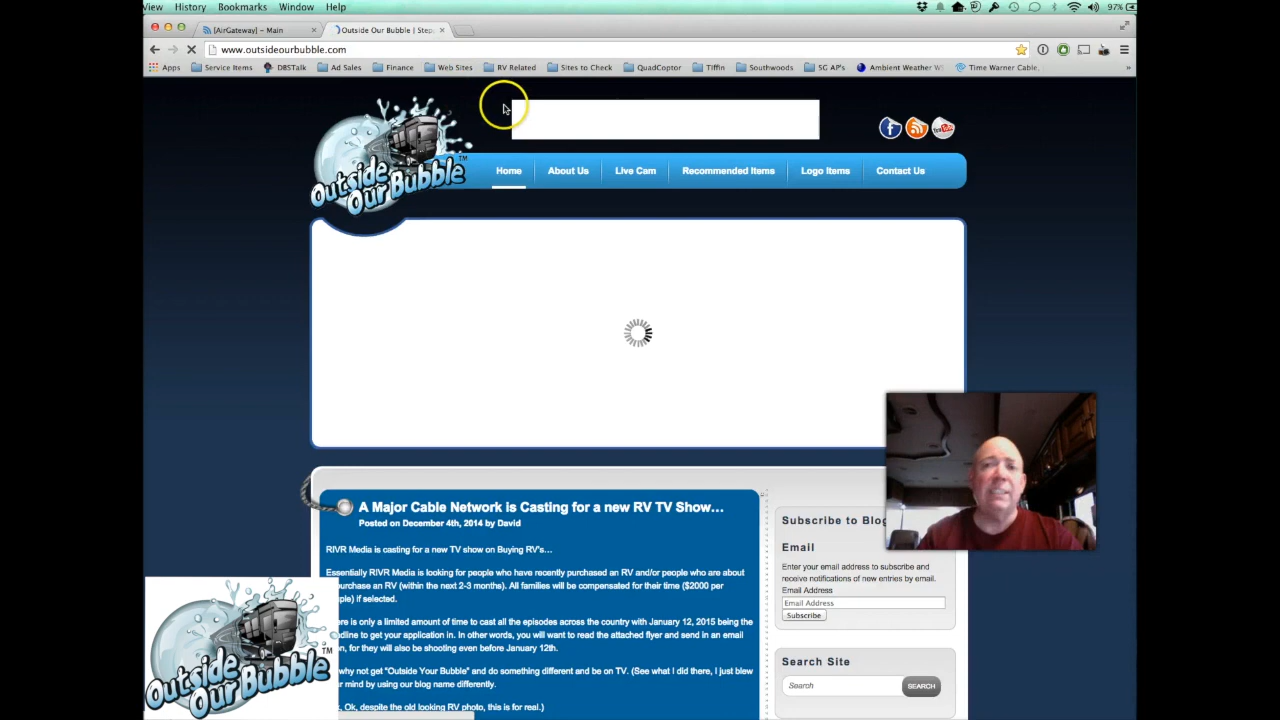 View History Bookmarks Window Help
97%
[AirGateway] – Main
Outside Our Bubble | Step
www.outsideourbubble.com
Apps Service Items DBSTalk Ad Sales Finance Web Sites RV Related Sites to Check QuadCoptor Tiffin Southwoods 5G AP's Ambient Weather WS Time Warner Cable. »
Outside
Our Bubble
TM
You Tube
Home About Us Live Cam Recommended Items Logo Items Contact Us
A Major Cable Network is Casting for a new RV TV Show…
Posted on December 4th, 2014 by David
RIVR Media is casting for a new TV show on Buying RV's…
Essentially RIVR Media is looking for people who have recently purchased an RV and/or people who are about
purchase an RV (within the next 2-3 months). All families will be compensated for their time ($2000 per
ple) if selected.
ere is only a limited amount of time to cast all the episodes across the country with January 12, 2015 being the
dline to get your application in. In other words, you will want to read the attached flyer and send in an email
on, for they will also be shooting even before January 12th.
why not get "Outside Your Bubble" and do something different and be on TV. (See what I did there, I just blew
ur mind by using our blog name differently.
Ok, despite the old looking RV photo, this is for real.)
Subscribe to Blog
Email
Enter your email address to subscribe and
receive notifications of new entries by email.
Email Address
Email Address
Subscribe
Search Site
Search SEARCH
Outside
Our Bubble
TM